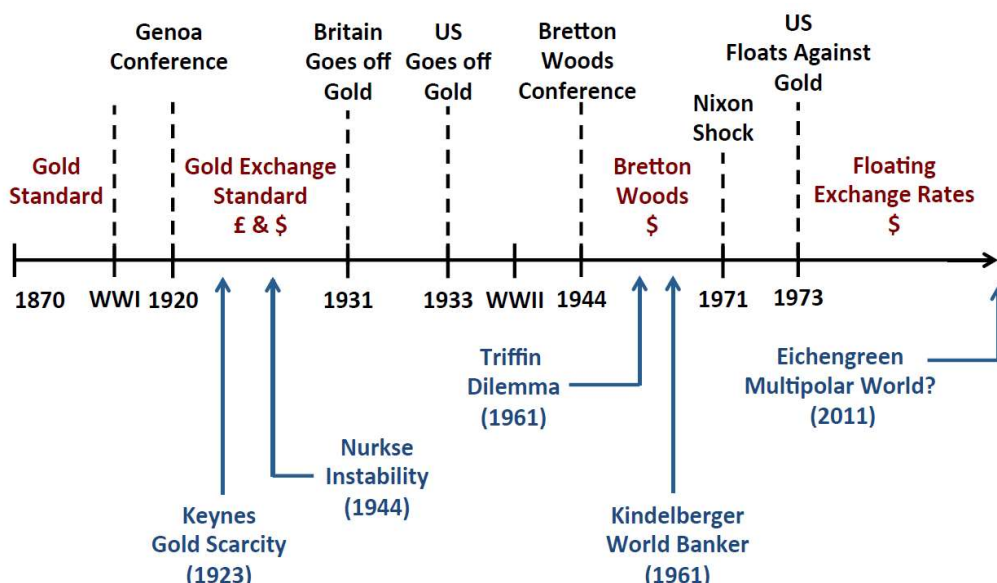 Genoa
Conference
Britain
Goes off
Gold
US
Goes off
Gold
Bretton
Woods
Conference
Nixon
Shock
US
Floats Against
Gold
Gold
Standard
Gold Exchange
Standard
£ & $
Bretton
Woods
$
Floating
Exchange Rates
$
1870
WWI
1920
1931
1933
WWII
1944
1971
1973
Triffin
Dilemma
(1961)
Eichengreen
Multipolar World?
(2011)
Nurkse
Instability
(1944)
Keynes
Gold Scarcity
(1923)
Kindelberger
World Banker
(1961)